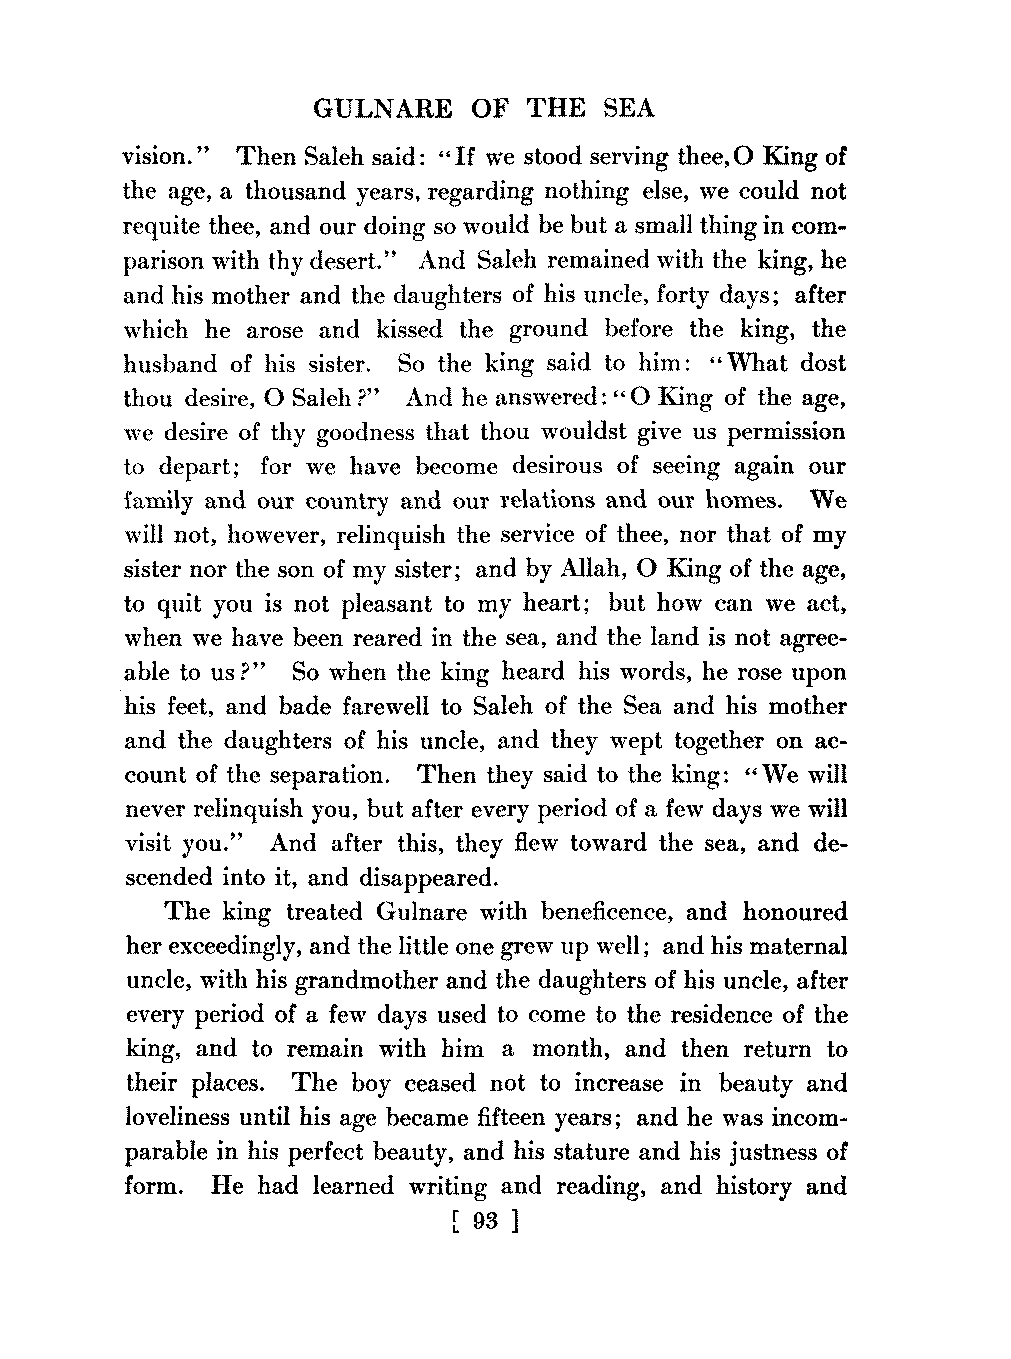 GULNARE OF THE SEA
vision." Then Saleh said: "If we stood serving thee, O King of
the age, a thousand years, regarding nothing else, we could not
requite thee, and our doing so would be but a small thing in com-
parison with thy desert." And Saleh remained with the king, he
and his mother and the daughters of his uncle, forty days; after
which he arose and kissed the ground before the king, the
husband of his sister. So the king said to him: "What dost
thou desire, O Saleh?" And he answered: "O King of the age,
we desire of thy goodness that thou wouldst give us permission
to depart; for we have become desirous of seeing again our
family and our country and our relations and our homes. We
will not, however, relinquish the service of thee, nor that of my
sister nor the son of my sister; and by Allah, O King of the age,
to quit you is not pleasant to my heart; but how can we act,
when we have been reared in the sea, and the land is not agree-
able to us?" So when the king heard his words, he rose upon
his feet, and bade farewell to Saleh of the Sea and his mother
and the daughters of his uncle, and they wept together on ac-
count of the separation. Then they said to the king: "We will
never relinquish you, but after every period of a few days we will
visit you." And after this, they flew toward the sea, and de-
scended into it, and disappeared.
The king treated Gulnare with beneficence, and honoured
her exceedingly, and the little one grew up well; and his maternal
uncle, with his grandmother and the daughters of his uncle, after
every period of a few days used to come to the residence of the
king, and to remain with him a month, and then return to
their places. The boy ceased not to increase in beauty and
loveliness until his age became fifteen years; and he was incom-
parable in his perfect beauty, and his stature and his justness of
form. He had learned writing and reading, and history and
[ 93 ]